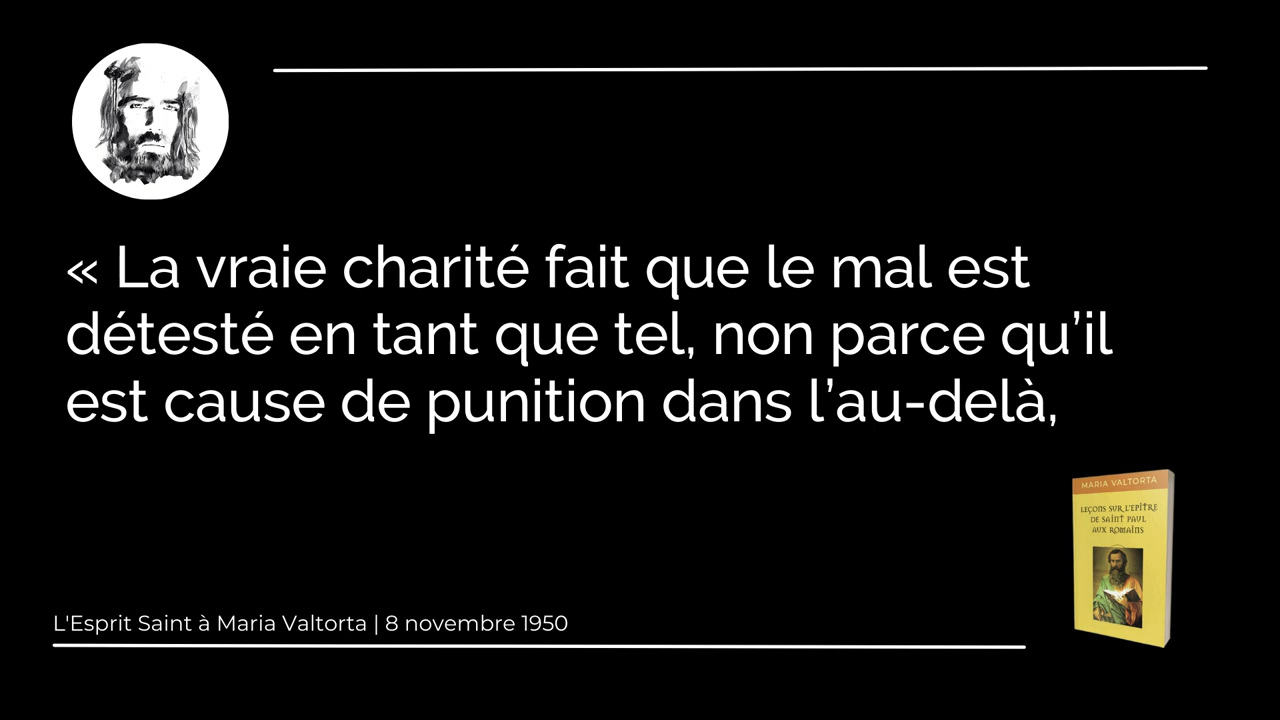 « La vraie charité fait que le mal est
détesté en tant que tel, non parce qu’il
est cause de punition dans l’au-delà,
MARIA VALTORTA
LEÇONS SUR L'EPÎTRE
DE SAINT PAUL
AUX ROMAINS
L'Esprit Saint à Maria Valtorta | 8 novembre 1950